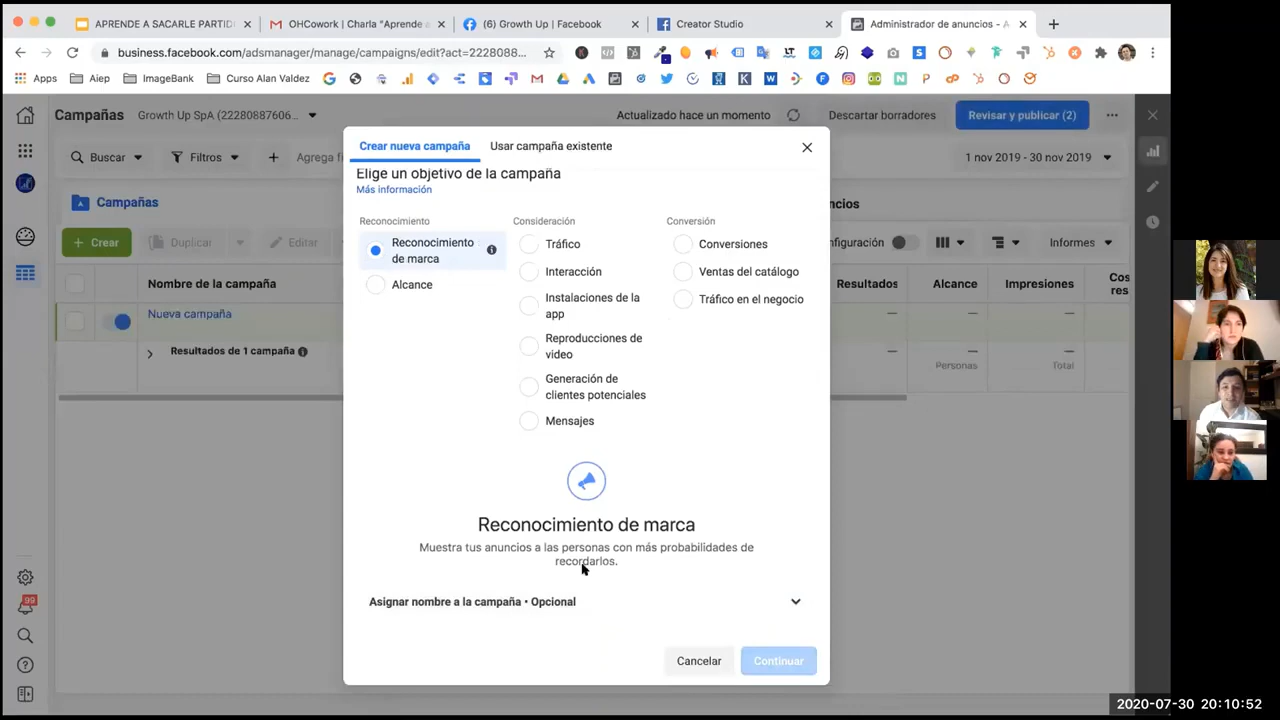 APRENDE A SACARLE PARTID
OHCowork | Charla "Aprende a
(6) Growth Up | Facebook
Creator Studio
Administrador de anuncios - A
business.facebook.com/adsmanager/manage/campaigns/edit?act=2228088...
Apps
Aiep
ImageBank
Curso Alan Valdez
Campañas
Growth Up SpA (22280887606...
Actualizado hace un momento
Descartar borradores
Revisar y publicar (2)
Buscar
Filtros
Agrega fi
1 nov 2019 - 30 nov 2019
Campañas
nuncios
Crear
Duplicar
Editar
figuración
Informes
Nombre de la campaña
Resultados
Alcance
Impresiones
Cos
res
Nueva campaña
—
—
—
Resultados de 1 campaña
—
—
—
Personas
Total
Crear nueva campaña
Usar campaña existente
Elige un objetivo de la campaña
Más información
Reconocimiento
Consideración
Conversión
Reconocimiento
de marca
Alcance
Tráfico
Interacción
Instalaciones de la
app
Reproducciones de
video
Generación de
clientes potenciales
Mensajes
Conversiones
Ventas del catálogo
Tráfico en el negocio
Reconocimiento de marca
Muestra tus anuncios a las personas con más probabilidades de
recordarlos.
Asignar nombre a la campaña • Opcional
Cancelar
Continuar
99
2020-07-30 20:10:52